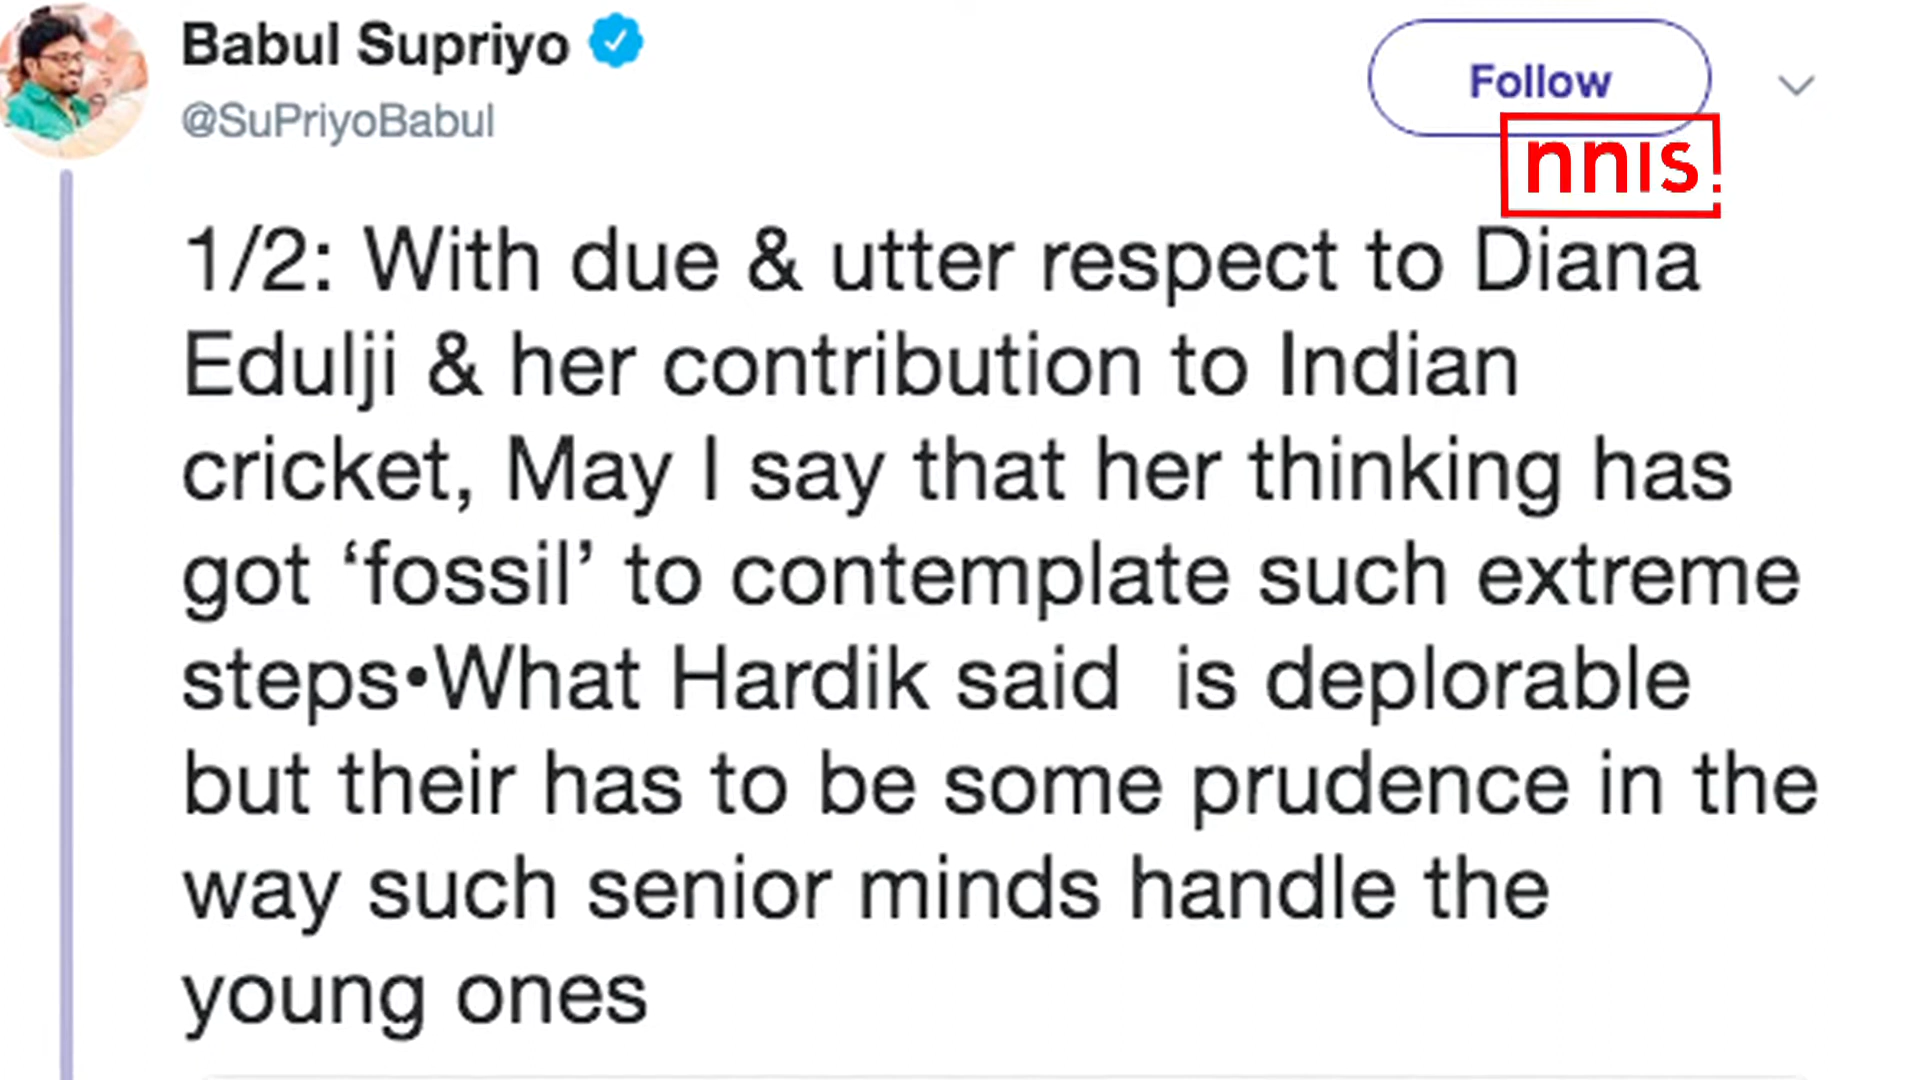 Babul Supriyo
@SuPriyoBabul
Follow
nnis!
1/2: With due & utter respect to Diana
Edulji & her contribution to Indian
cricket, May I say that her thinking has
got ‘fossil’ to contemplate such extreme
steps•What Hardik said  is deplorable
but their has to be some prudence in the
way such senior minds handle the
young ones